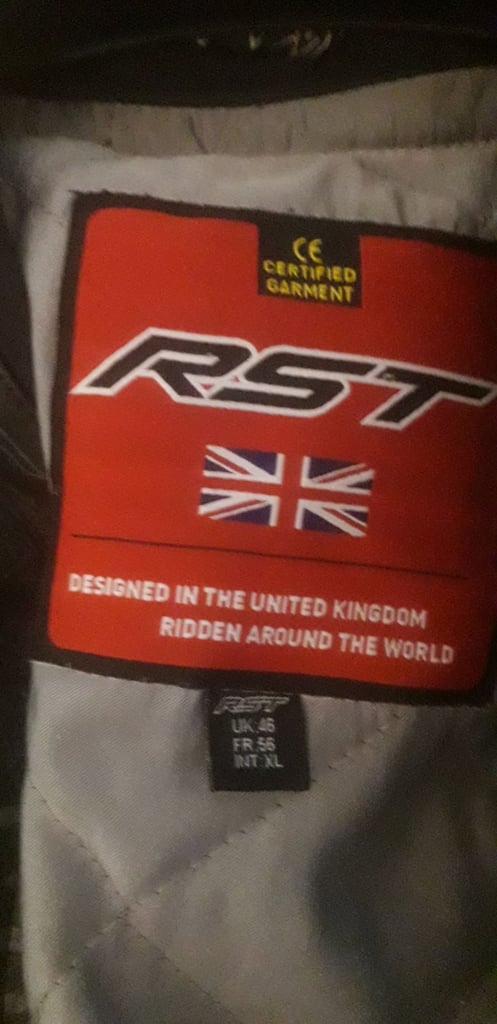 CE
CERTIFIED
GARMENT
RST
DESIGNED IN THE UNITED KINGDOM
RIDDEN AROUND THE WORLD
RST
UK:46
FR:56
INT:XL